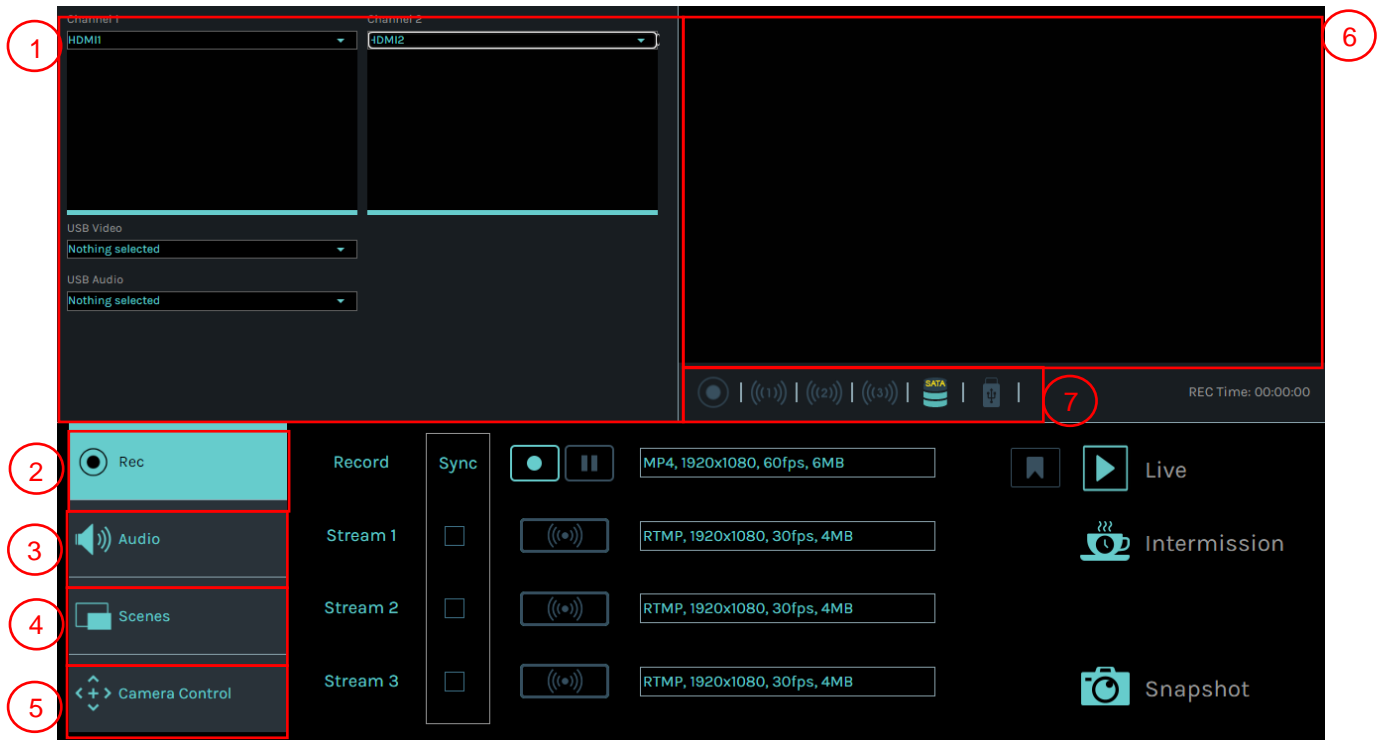 Channel 1
Channel 2
HDMI1
HDMI2
1
6
USB Video
Nothing selected
USB Audio
Nothing selected
((1)) ((2)) ((3)) SATA
7
REC Time: 00:00:00
2
Rec
Record
Sync
MP4, 1920x1080, 60fps, 6MB
Live
3
Audio
Stream 1
RTMP, 1920x1080, 30fps, 4MB
Intermission
4
Scenes
Stream 2
RTMP, 1920x1080, 30fps, 4MB
5
Camera Control
Stream 3
RTMP, 1920x1080, 30fps, 4MB
Snapshot